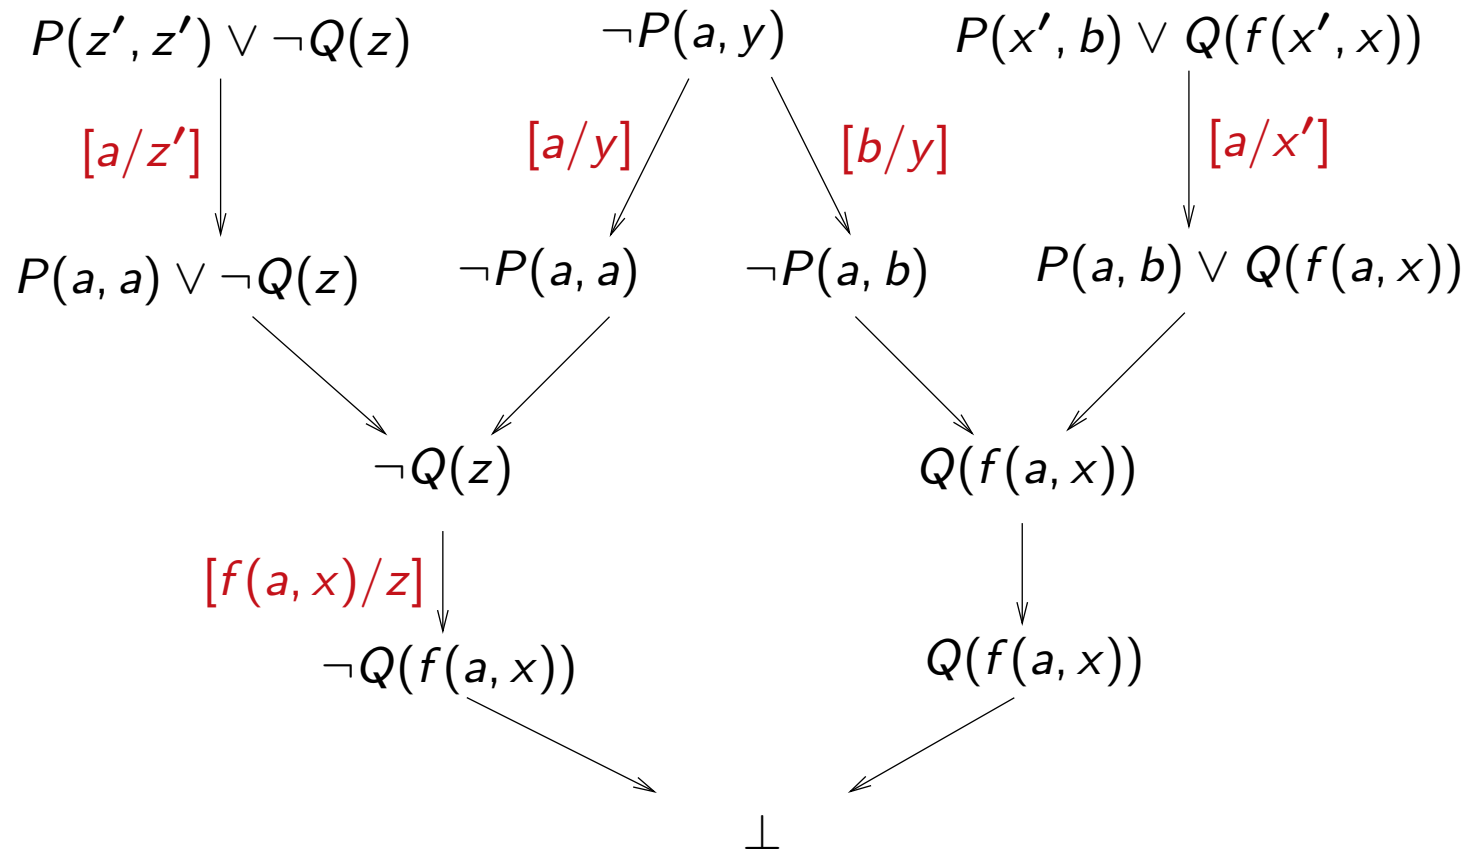 P(z′, z′) ∨ ¬Q(z) ¬P(a, y) P(x′, b) ∨ Q(f(x′, x))
[a/z′] [a/y] [b/y] [a/x′]
P(a, a) ∨ ¬Q(z) ¬P(a, a) ¬P(a, b) P(a, b) ∨ Q(f(a, x))
¬Q(z) Q(f(a, x))
[f(a, x)/z]
¬Q(f(a, x)) Q(f(a, x))
⊥